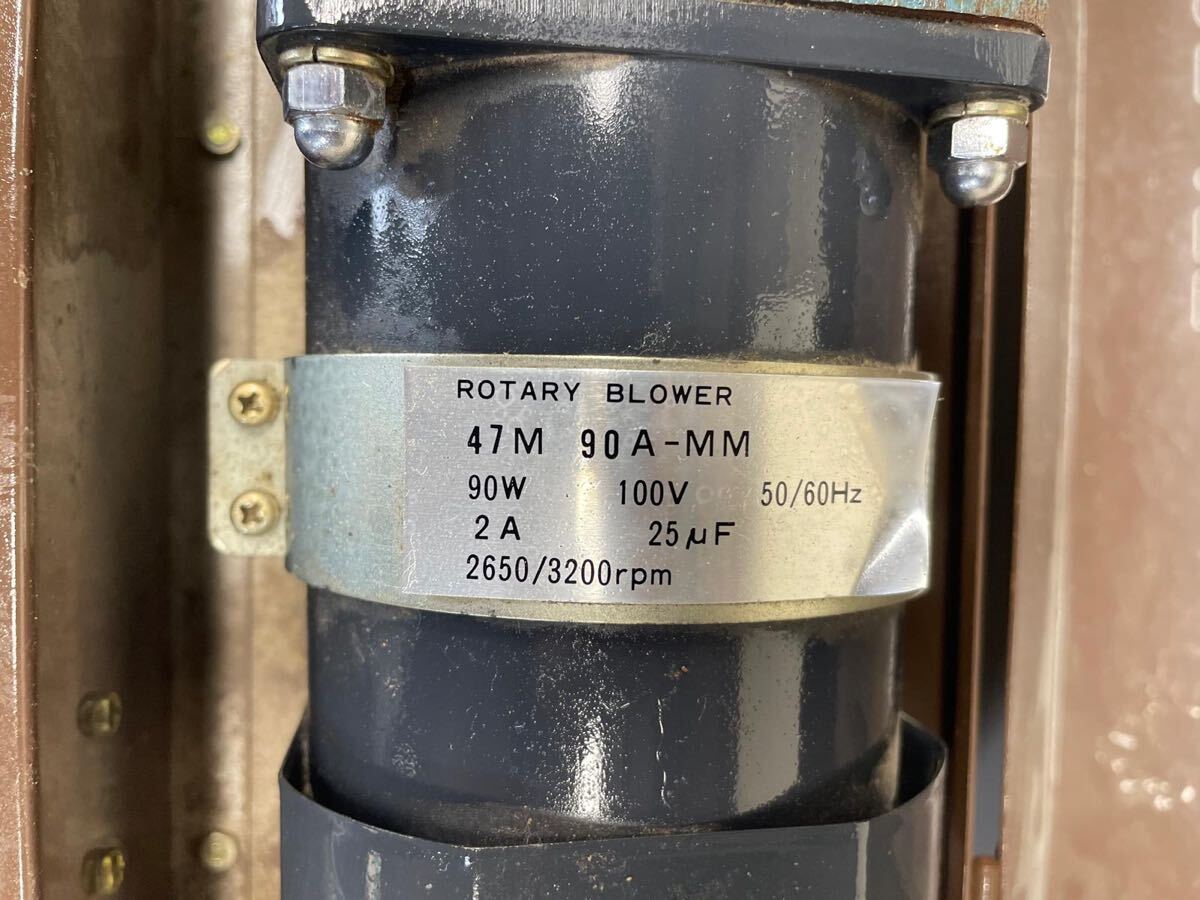 ROTARY BLOWER
47M 90A-MM
90W 100V 50/60Hz
2A 25μF
2650/3200rpm